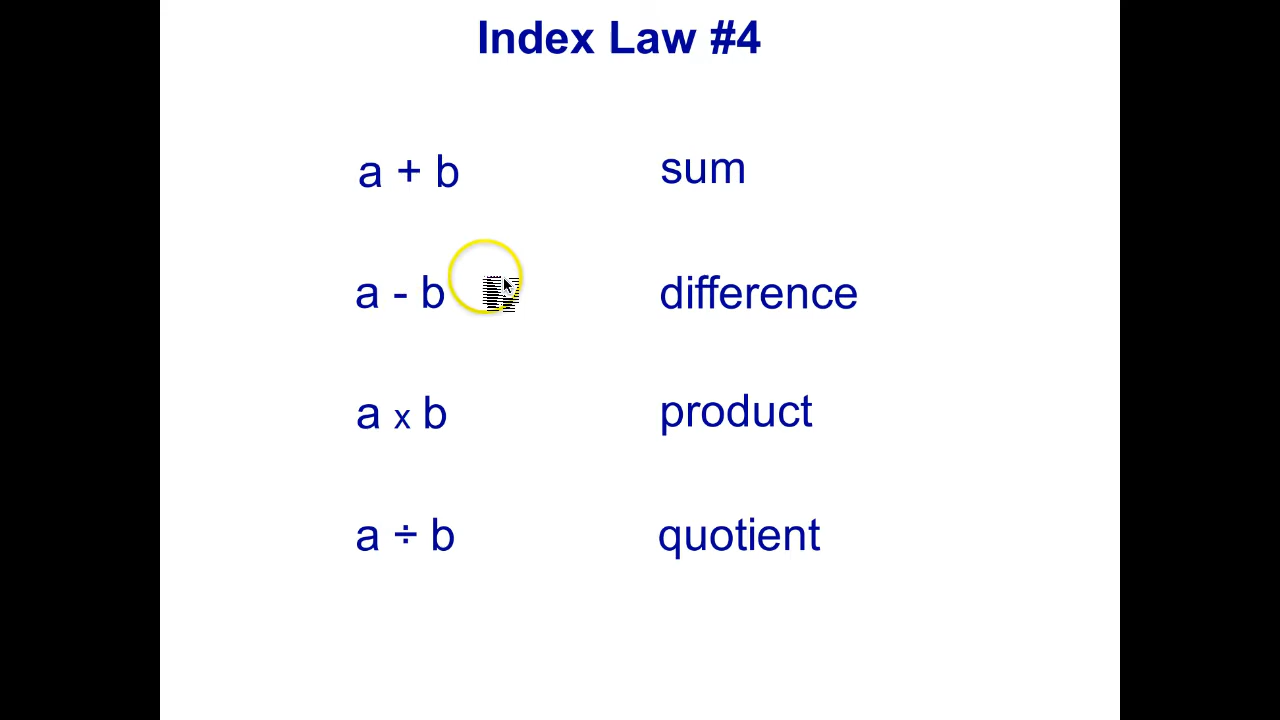 Index Law #4
a + b sum
a - b difference
a x b product
a ÷ b quotient